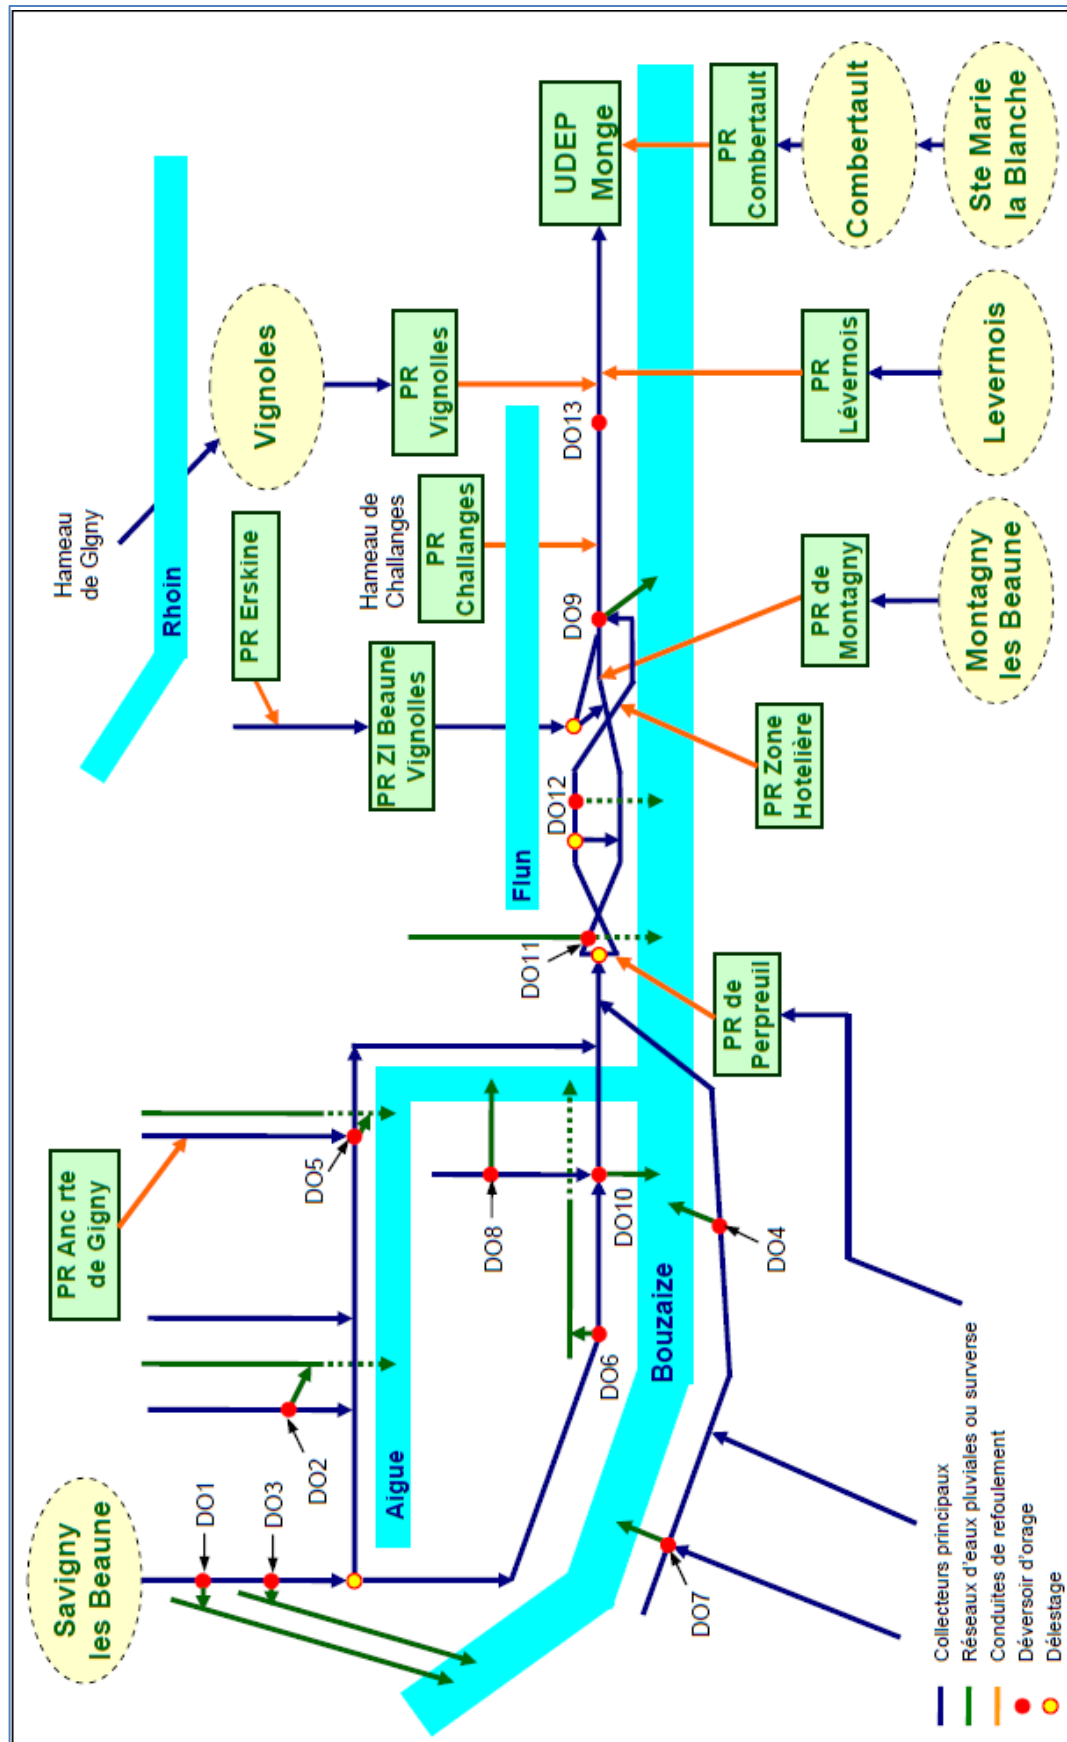 Savigny
les Beaune
DO1
DO3
DO2
PR Anc rte
de Gigny
DO5
Aigue
DO8
DO6
DO10
Bouzaize
DO7
DO4
PR de
Perpreuil
DO11
Flun
DO12
PR ZI Beaune
Vignolles
PR Erskine
Rhoin
Hameau
de GIgny
Vignoles
PR
Vignolles
Hameau de
Challanges
PR
Challanges
DO9
DO13
PR Zone
Hotelière
PR de
Montagny
Montagny
les Beaune
PR
Lévernois
Levernois
UDEP
Monge
PR
Combertault
Combertault
Ste Marie
la Blanche
Collecteurs principaux
Réseaux d'eaux pluviales ou surverse
Conduites de refoulement
Déversoir d'orage
Délestage